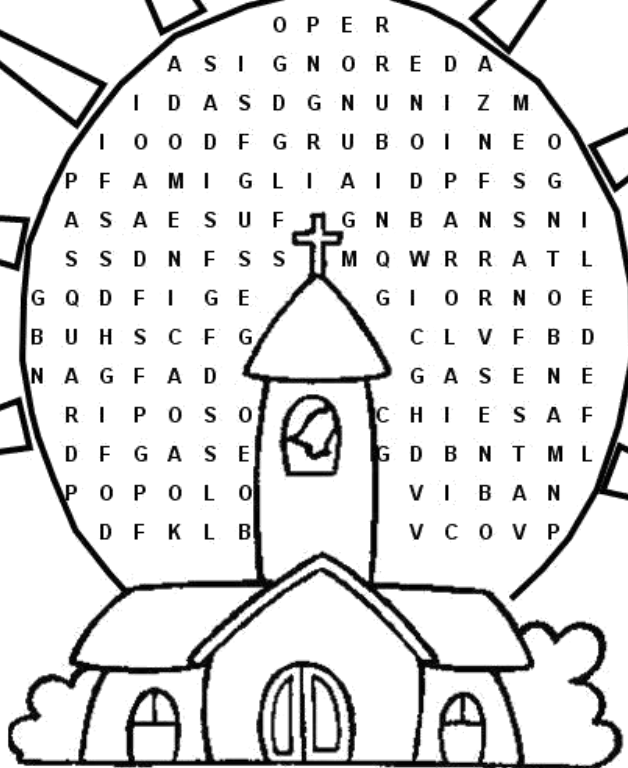 O P E R
A S I G N O R E D A
I D A S D G N U N I Z M
I O O D F G R U B O I N E O
P F A M I G L I A I D P F S G
A S A E S U F G N B A N S N I
S S D N F S S M Q W R R A T L
G Q D F I G E G I O R N O E
B U H S C F G C L V F B D
N A G F A D G A S E N E
R I P O S O C H I E S A F
D F G A S E G D B N T M L
P O P O L O V I B A N
D F K L B V C O V P